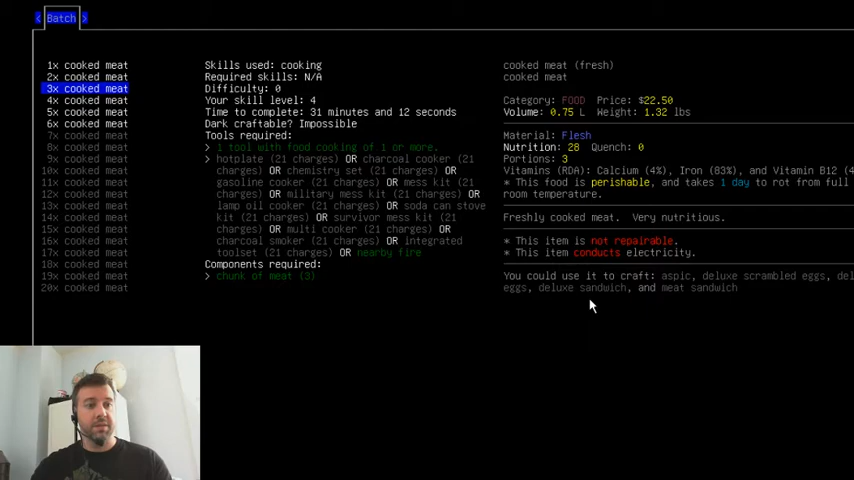 < Batch >
1x cooked meat
2x cooked meat
3x cooked meat
4x cooked meat
5x cooked meat
6x cooked meat
7x cooked meat
8x cooked meat
9x cooked meat
10x cooked meat
11x cooked meat
12x cooked meat
13x cooked meat
14x cooked meat
15x cooked meat
16x cooked meat
17x cooked meat
18x cooked meat
19x cooked meat
20x cooked meat
Skills used: cooking
Required skills: N/A
Difficulty: 0
Your skill level: 4
Time to complete: 31 minutes and 12 seconds
Dark craftable? Impossible
Tools required:
> 1 tool with food cooking of 1 or more.
> hotplate (21 charges) OR charcoal cooker (21
charges) OR chemistry set (21 charges) OR
gasoline cooker (21 charges) OR mess kit (21
charges) OR military mess kit (21 charges) OR
lamp oil cooker (21 charges) OR soda can stove
kit (21 charges) OR survivor mess kit (21
charges) OR multi cooker (21 charges) OR
charcoal smoker (21 charges) OR integrated
toolset (21 charges) OR nearby fire
Components required:
> chunk of meat (3)
cooked meat (fresh)
cooked meat
Category: FOOD Price: $22.50
Volume: 0.75 L Weight: 1.32 lbs
Material: Flesh
Nutrition: 28 Quench: 0
Portions: 3
Vitamins (RDA): Calcium (4%), Iron (83%), and Vitamin B12 (4
* This food is perishable, and takes 1 day to rot from full
room temperature.
Freshly cooked meat. Very nutritious.
* This item is not repairable.
* This item conducts electricity.
You could use it to craft: aspic, deluxe scrambled eggs, del
eggs, deluxe sandwich, and meat sandwich